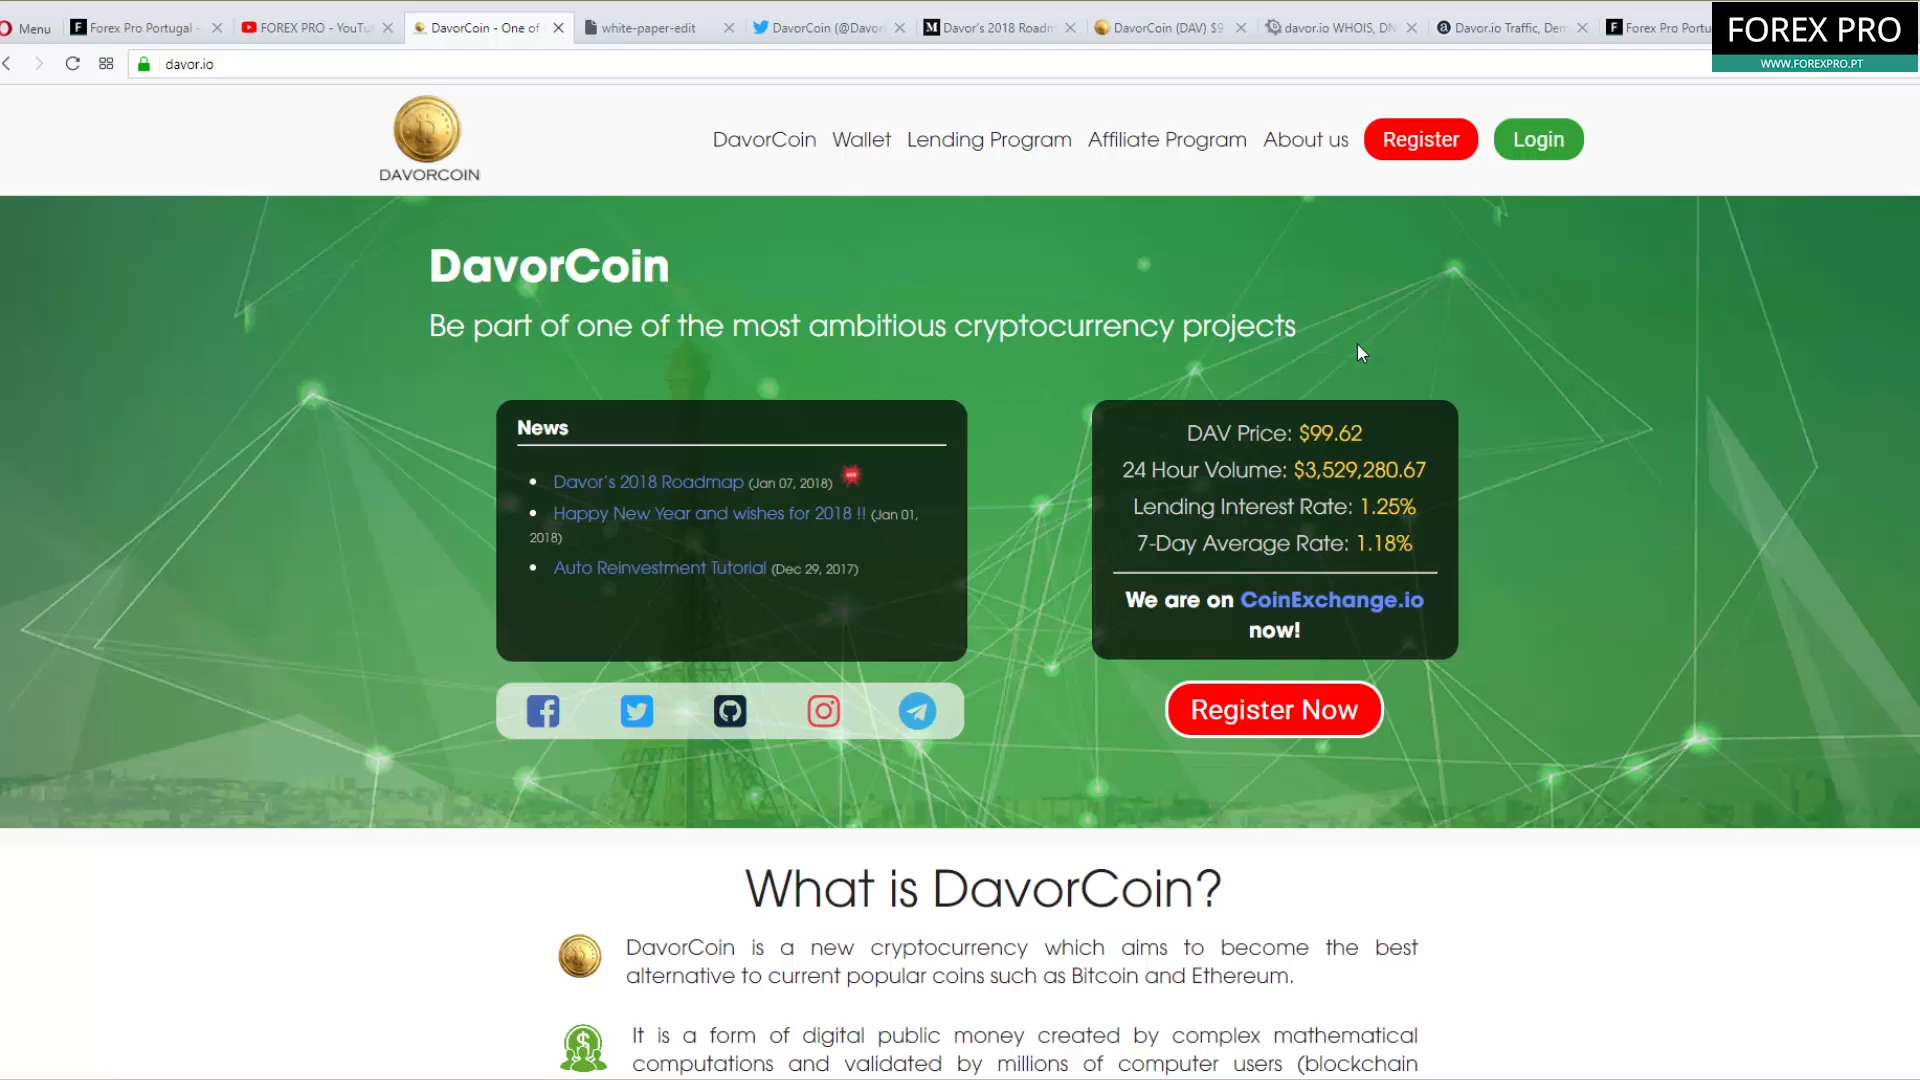 Menu
Forex Pro Portugal -
FOREX PRO - YouTu
DavorCoin - One of
white-paper-edit
DavorCoin (@Davor
Davor's 2018 Roadm
DavorCoin (DAV) $9
davor.io WHOIS, DN
Davor.io Traffic, Dem
Forex Pro Portu
FOREX PRO
WWW.FOREXPRO.PT
davor.io
DAVORCOIN
DavorCoin Wallet Lending Program Affiliate Program About us Register Login
DavorCoin
Be part of one of the most ambitious cryptocurrency projects
News
• Davor's 2018 Roadmap (Jan 07, 2018)
• Happy New Year and wishes for 2018 !! (Jan 01,
2018)
• Auto Reinvestment Tutorial (Dec 29, 2017)
DAV Price: $99.62
24 Hour Volume: $3,529,280.67
Lending Interest Rate: 1.25%
7-Day Average Rate: 1.18%
We are on CoinExchange.io
now!
Register Now
What is DavorCoin?
DavorCoin is a new cryptocurrency which aims to become the best
alternative to current popular coins such as Bitcoin and Ethereum.
It is a form of digital public money created by complex mathematical
computations and validated by millions of computer users (blockchain